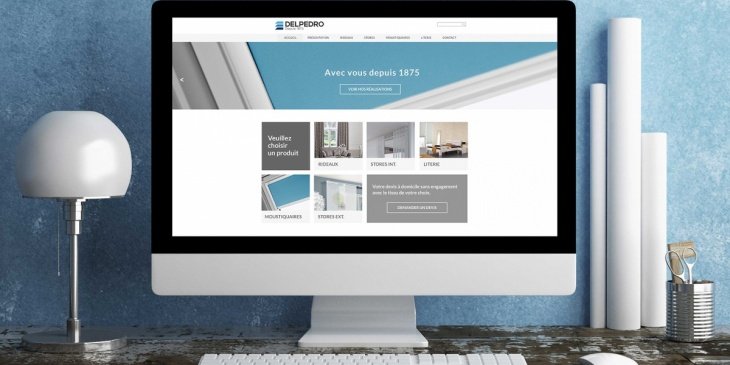 DELPEDRO
ACCUEIL PRÉSENTATION RIDEAUX STORES MOUSTIQUAIRES LITERIE CONTACT
Avec vous depuis 1875
VOIR NOS RÉALISATIONS
Veuillez
choisir
un produit
RIDEAUX
STORES INT.
LITERIE
MOUSTIQUAIRES
STORES EXT.
Votre devis à domicile sans engagement
avec le tissu de votre choix.
DEMANDER UN DEVIS